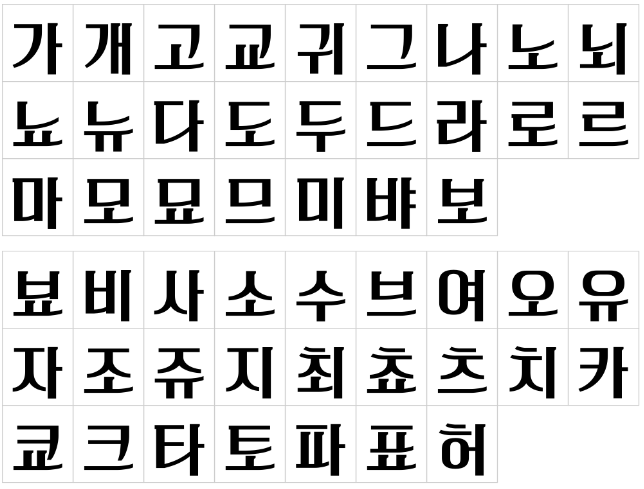 가 개 고 교 귀 그 나 노 뇌
뇨 뉴 다 도 두 드 라 로 르
마 모 묘 므 미 뱌 보
뵤 비 사 소 수 브 여 오 유
자 조 쥬 지 최 쵸 츠 치 카
쿄 크 타 토 파 표 허